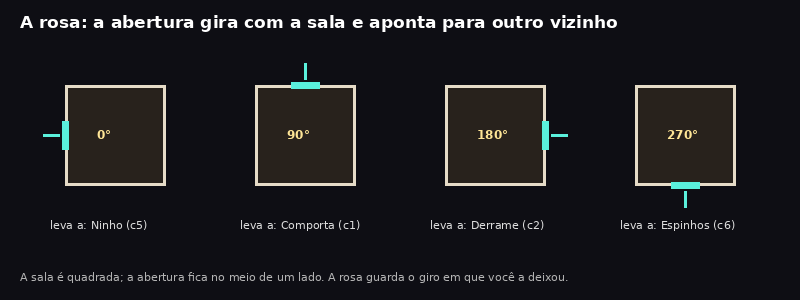 A rosa: a abertura gira com a sala e aponta para outro vizinho
0° 90° 180° 270°
leva a: Ninho (c5) leva a: Comporta (c1) leva a: Derrame (c2) leva a: Espinhos (c6)
A sala é quadrada; a abertura fica no meio de um lado. A rosa guarda o giro em que você a deixou.